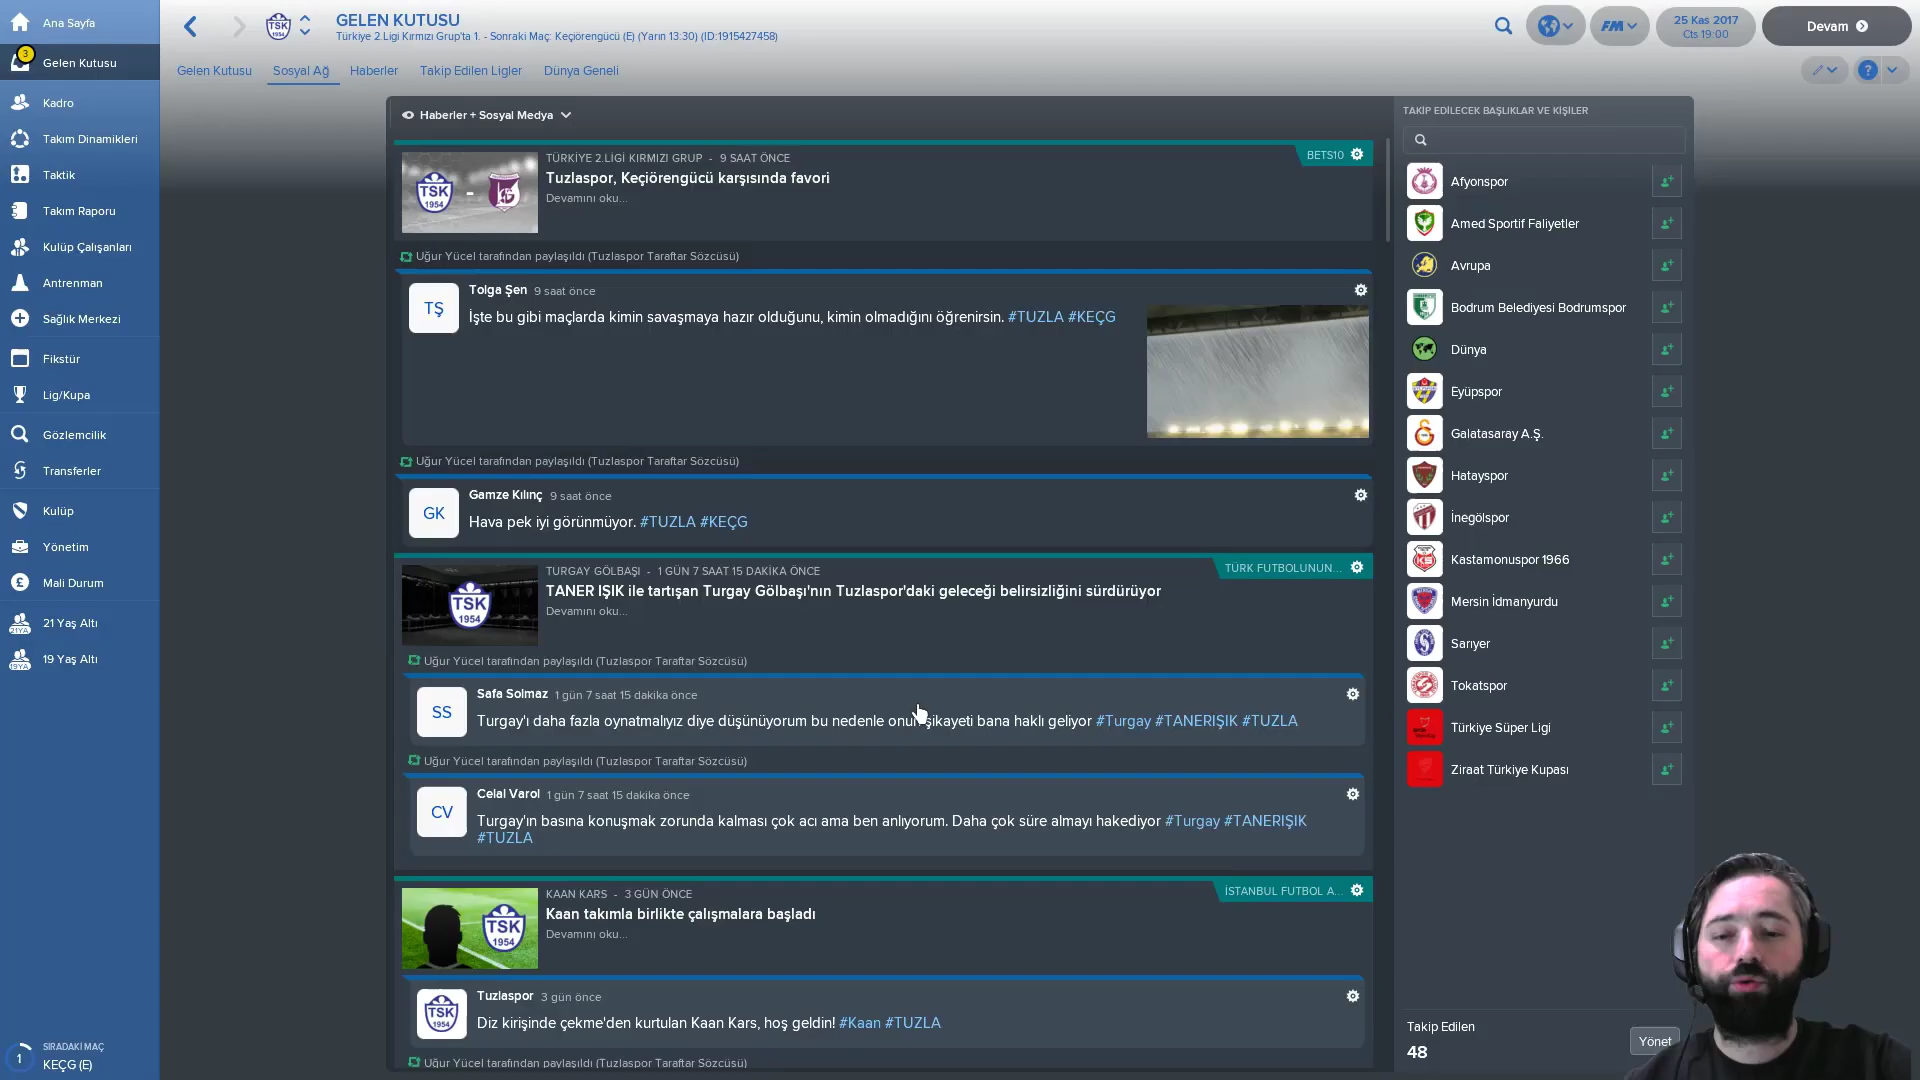 Ana Sayfa
3
Gelen Kutusu
Kadro
Takım Dinamikleri
Taktik
Takım Raporu
Kulüp Çalışanları
Antrenman
Sağlık Merkezi
Fikstür
Lig/Kupa
Gözlemcilik
Transferler
Kulüp
Yönetim
Mali Durum
21YA
21 Yaş Altı
19YA
19 Yaş Altı
1
SIRADAKİ MAÇ
KEÇG (E)
TSK
1954
GELEN KUTUSU
Türkiye 2.Ligi Kırmızı Grup'ta 1. - Sonraki Maç: Keçiörengücü (E) (Yarın 13:30) (ID:1915427458)
FM
25 Kas 2017
Cts 19:00
Devam
Gelen Kutusu
Sosyal Ağ
Haberler
Takip Edilen Ligler
Dünya Geneli
?
Haberler + Sosyal Medya
TSK
1954
-
TÜRKİYE 2.LİGİ KIRMIZI GRUP - 9 SAAT ÖNCE
BETS10
Tuzlaspor, Keçiörengücü karşısında favori
Devamını oku...
Uğur Yücel tarafından paylaşıldı (Tuzlaspor Taraftar Sözcüsü)
TŞ
Tolga Şen 9 saat önce
İşte bu gibi maçlarda kimin savaşmaya hazır olduğunu, kimin olmadığını öğrenirsin. #TUZLA #KEÇG
Uğur Yücel tarafından paylaşıldı (Tuzlaspor Taraftar Sözcüsü)
GK
Gamze Kılınç 9 saat önce
Hava pek iyi görünmüyor. #TUZLA #KEÇG
TSK
1954
TURGAY GÖLBAŞI - 1 GÜN 7 SAAT 15 DAKİKA ÖNCE
TÜRK FUTBOLUNUN...
TANER IŞIK ile tartışan Turgay Gölbaşı'nın Tuzlaspor'daki geleceği belirsizliğini sürdürüyor
Devamını oku...
Uğur Yücel tarafından paylaşıldı (Tuzlaspor Taraftar Sözcüsü)
SS
Safa Solmaz 1 gün 7 saat 15 dakika önce
Turgay'ı daha fazla oynatmalıyız diye düşünüyorum bu nedenle onun şikayeti bana haklı geliyor #Turgay #TANERIŞIK #TUZLA
Uğur Yücel tarafından paylaşıldı (Tuzlaspor Taraftar Sözcüsü)
CV
Celal Varol 1 gün 7 saat 15 dakika önce
Turgay'ın basına konuşmak zorunda kalması çok acı ama ben anlıyorum. Daha çok süre almayı hakediyor #Turgay #TANERIŞIK
#TUZLA
TSK
1954
KAAN KARS - 3 GÜN ÖNCE
İSTANBUL FUTBOL A...
Kaan takımla birlikte çalışmalara başladı
Devamını oku...
TSK
1954
Tuzlaspor 3 gün önce
Diz kirişinde çekme'den kurtulan Kaan Kars, hoş geldin! #Kaan #TUZLA
Uğur Yücel tarafından paylaşıldı (Tuzlaspor Taraftar Sözcüsü)
TAKİP EDİLECEK BAŞLIKLAR VE KİŞİLER
Afyonspor
Amed Sportif Faliyetler
Avrupa
Bodrum Belediyesi Bodrumspor
Dünya
Eyüpspor
Galatasaray A.Ş.
Hatayspor
İnegölspor
Kastamonuspor 1966
Mersin İdmanyurdu
Sarıyer
Tokatspor
Türkiye Süper Ligi
Ziraat Türkiye Kupası
Takip Edilen
48
Yönet